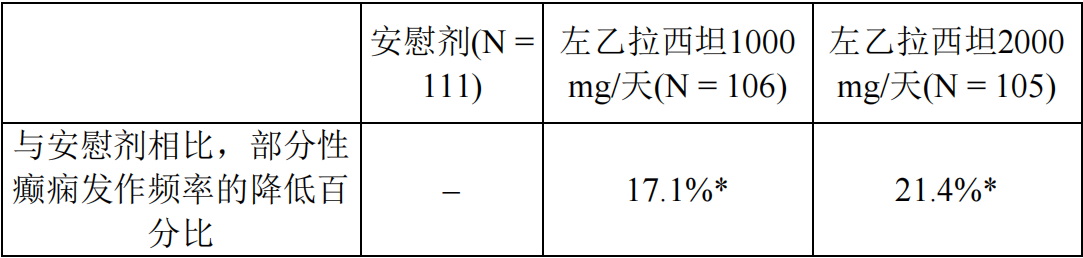 安慰剂(N =
111)
左乙拉西坦1000
mg/天(N = 106)
左乙拉西坦2000
mg/天(N = 105)
与安慰剂相比，部分性
癫痫发作频率的降低百
分比
–
17.1%*
21.4%*